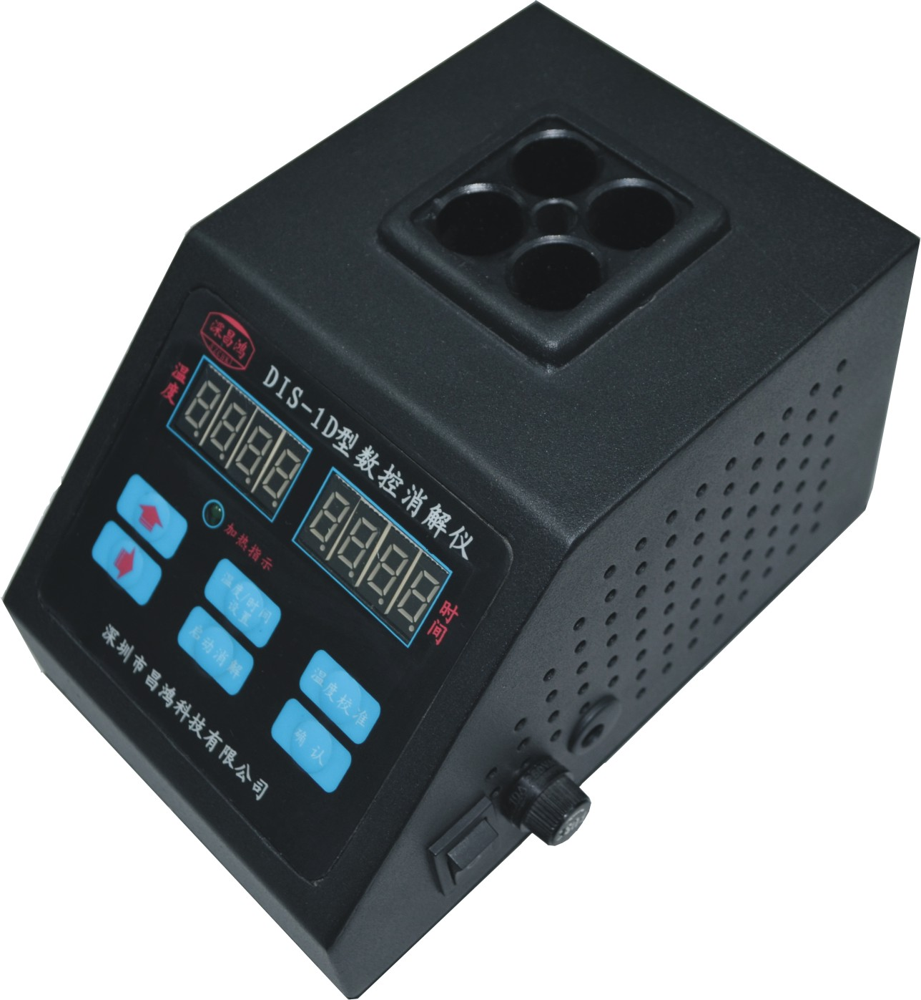 深昌鸿
DIS-1D型数控消解仪
温度
时间
加热指示
温度/时间
设置
启动消解
温度校准
确认
深圳市昌鸿科技有限公司